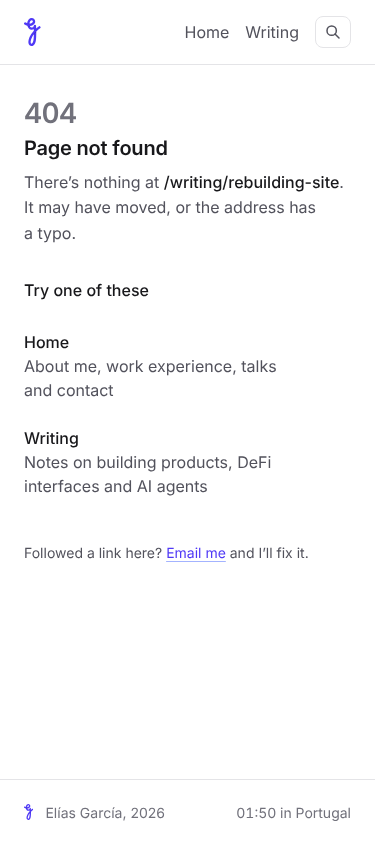 Home Writing
404
Page not found
There’s nothing at /writing/rebuilding-site.
It may have moved, or the address has
a typo.
Try one of these
Home
About me, work experience, talks
and contact
Writing
Notes on building products, DeFi
interfaces and AI agents
Followed a link here? Email me and I’ll fix it.
Elías García, 2026 01:50 in Portugal